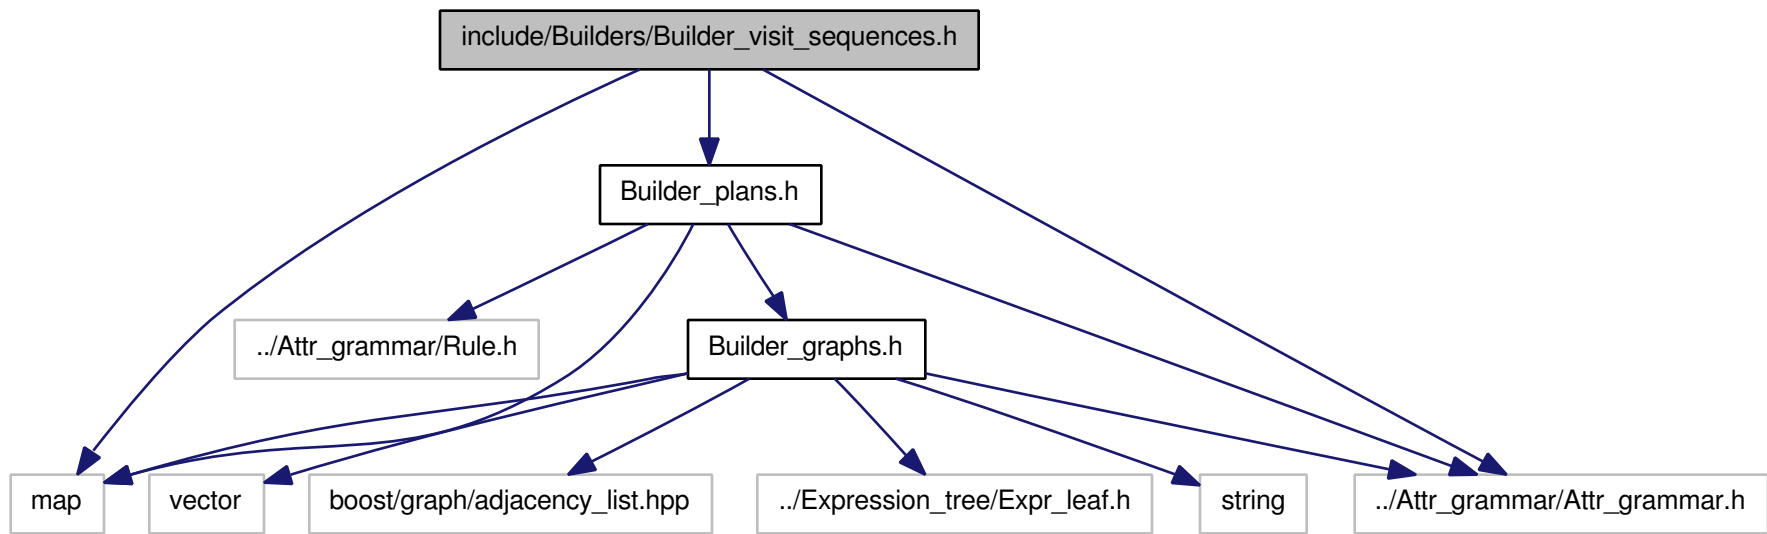 include/Builders/Builder_visit_sequences.h
Builder_plans.h
../Attr_grammar/Rule.h
Builder_graphs.h
map
vector
boost/graph/adjacency_list.hpp
../Expression_tree/Expr_leaf.h
string
../Attr_grammar/Attr_grammar.h